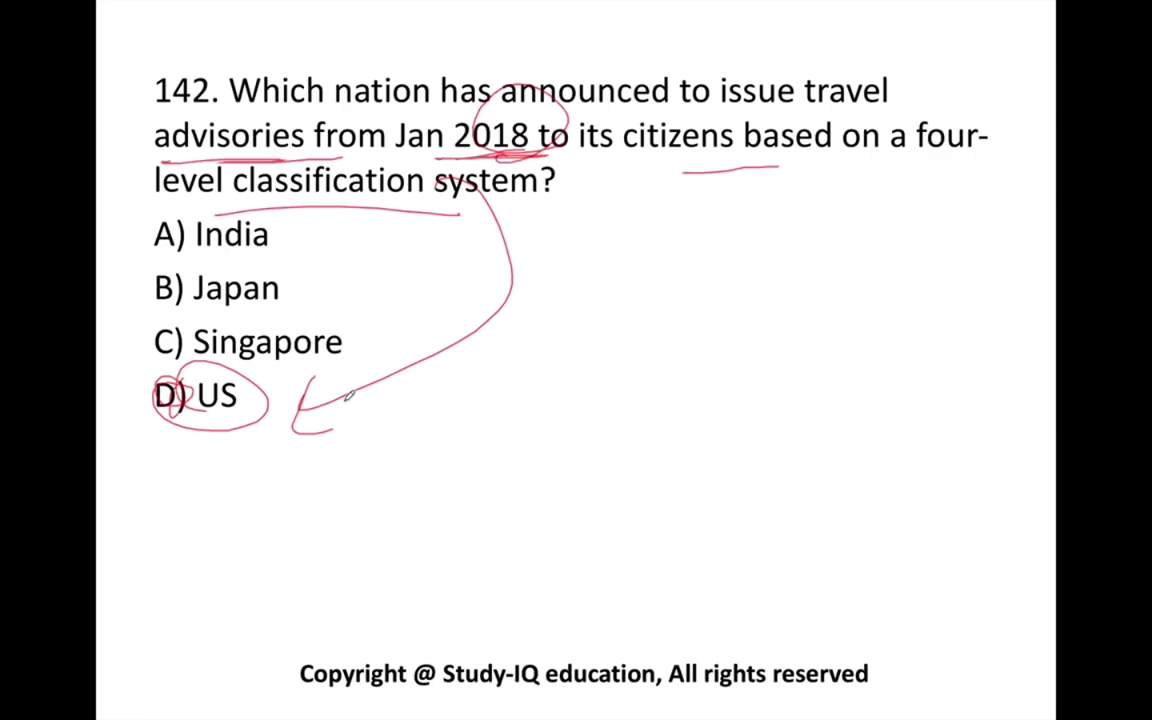 142. Which nation has announced to issue travel
advisories from Jan 2018 to its citizens based on a four-
level classification system?
A) India
B) Japan
C) Singapore
D) US
Copyright @ Study-IQ education, All rights reserved